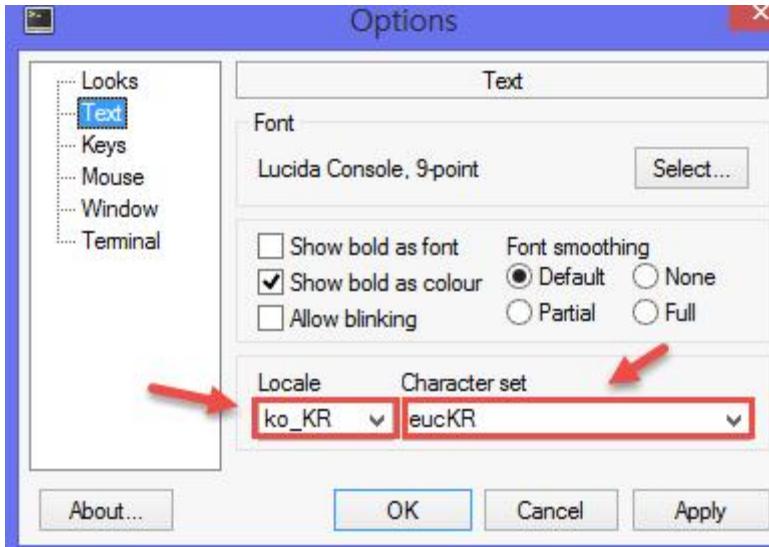 Options
Looks
Text
Keys
Mouse
Window
Terminal
Text
Font
Lucida Console, 9-point
Select...
Show bold as font
Show bold as colour
Allow blinking
Font smoothing
Default
None
Partial
Full
Locale
Character set
ko_KR
eucKR
About...
OK
Cancel
Apply